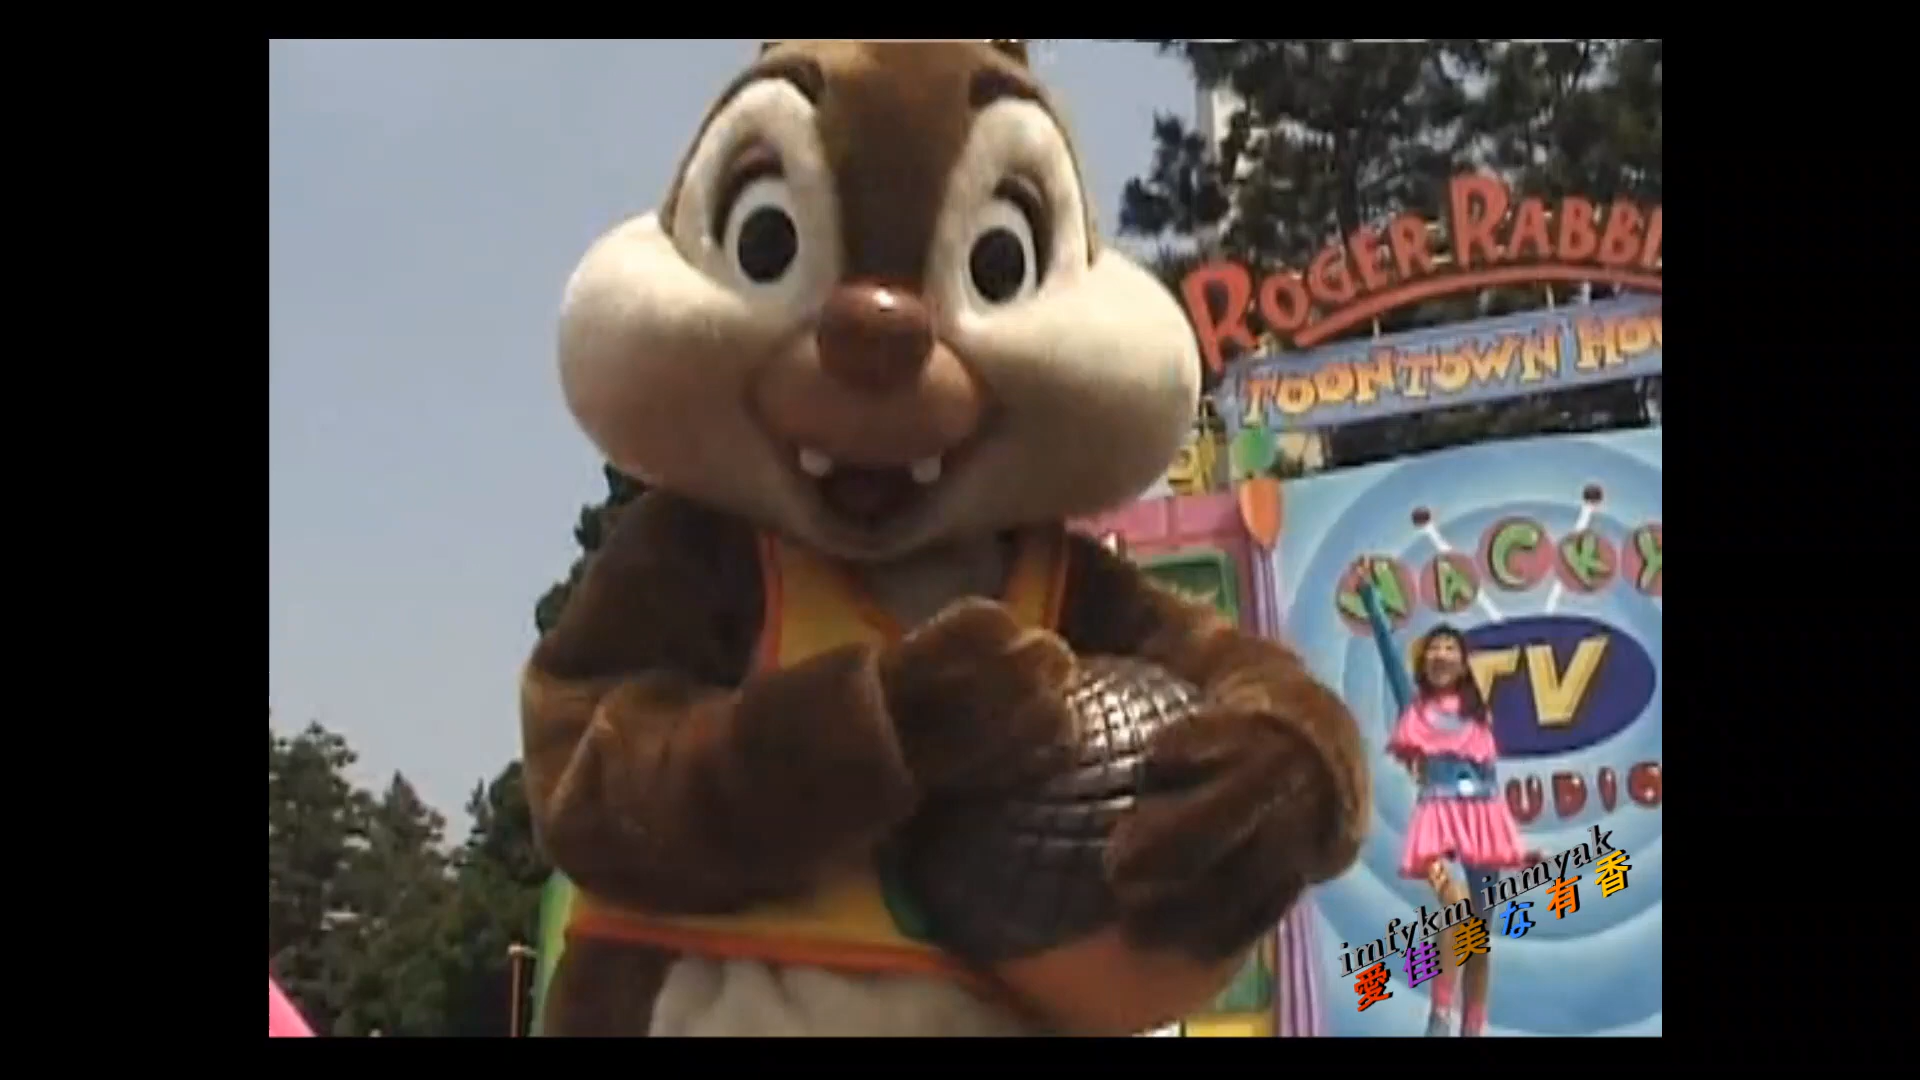 ROGER RABBI
TOONTOWN HO
WACKY
TV
UDIO
imfykm inmyak
愛佳美な有香